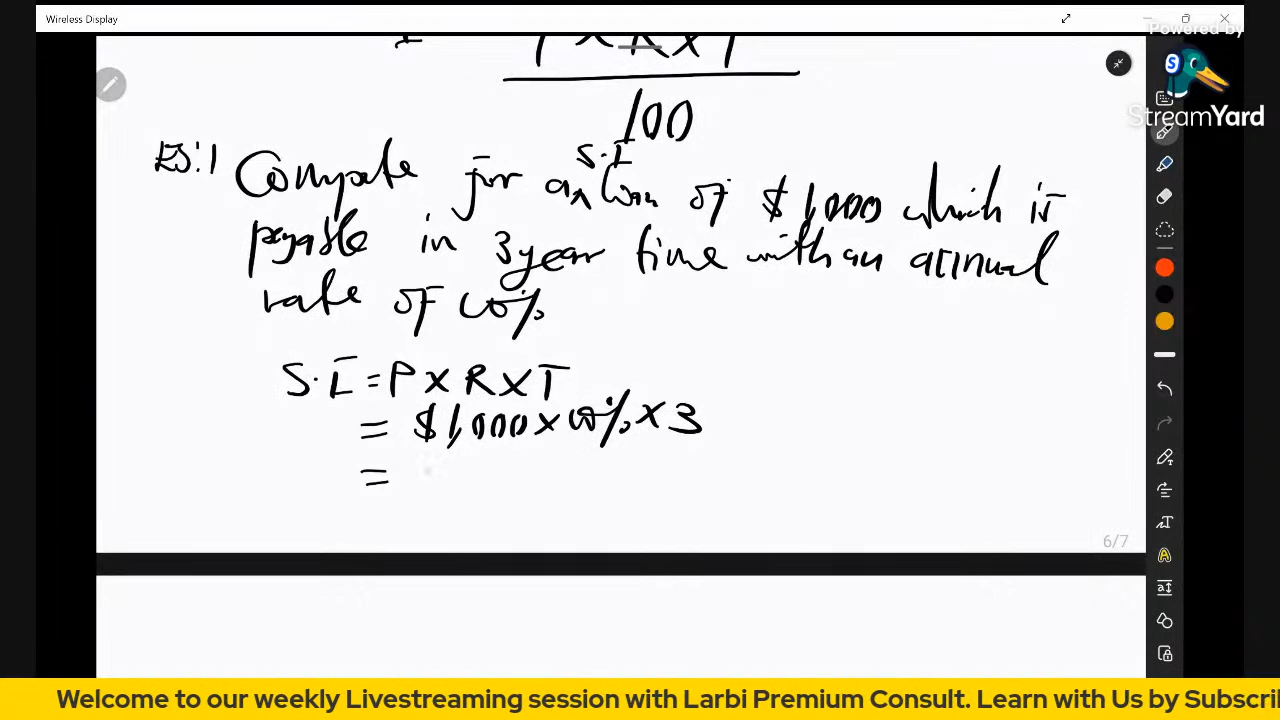 Wireless Display
Powered by
StreamYard
P X R X T
100
Compute for a S.I loan of $1,000 which is
payable in 3 year time with an annual
rate of 10%
S.I = P X R X T
= $1,000 x 10% x 3
=
6/7
Welcome to our weekly Livestreaming session with Larbi Premium Consult. Learn with Us by Subscri